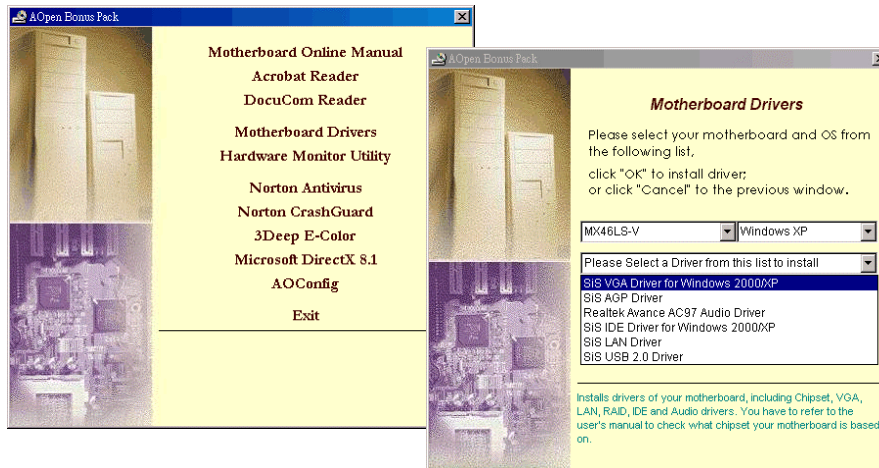 AOpen Bonus Pack
Motherboard Online Manual
Acrobat Reader
DocuCom Reader
Motherboard Drivers
Hardware Monitor Utility
Norton Antivirus
Norton CrashGuard
3Deep E-Color
Microsoft DirectX 8.1
AOConfig
Exit
AOpen Bonus Pack
Motherboard Drivers
Please select your motherboard and OS from
the following list,
click "OK" to install driver;
or click "Cancel" to the previous window.
MX46LS-V
Windows XP
Please Select a Driver from this list to install
SiS VGA Driver for Windows 2000/XP
SiS AGP Driver
Realtek Avance AC97 Audio Driver
SiS IDE Driver for Windows 2000/XP
SiS LAN Driver
SiS USB 2.0 Driver
Installs drivers of your motherboard, including Chipset, VGA,
LAN, RAID, IDE and Audio drivers. You have to refer to the
user's manual to check what chipset your motherboard is based
on.